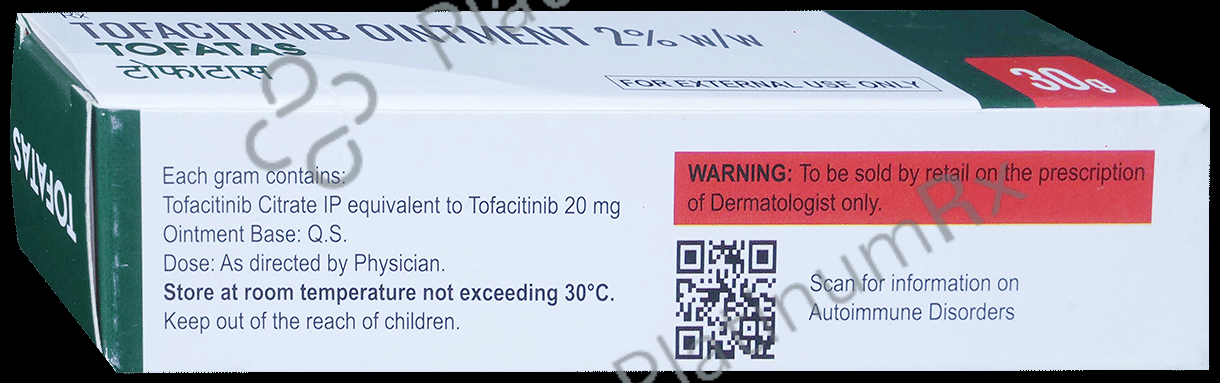 Rx
TOFACITINIB OINTMENT 2% w/w
TOFATAS
टोफाटास
FOR EXTERNAL USE ONLY
30g
TOFATAS
Each gram contains:
Tofacitinib Citrate IP equivalent to Tofacitinib 20 mg
Ointment Base: Q.S.
Dose: As directed by Physician.
Store at room temperature not exceeding 30°C.
Keep out of the reach of children.
WARNING: To be sold by retail on the prescription
of Dermatologist only.
Scan for information on
Autoimmune Disorders
PlatinumRx